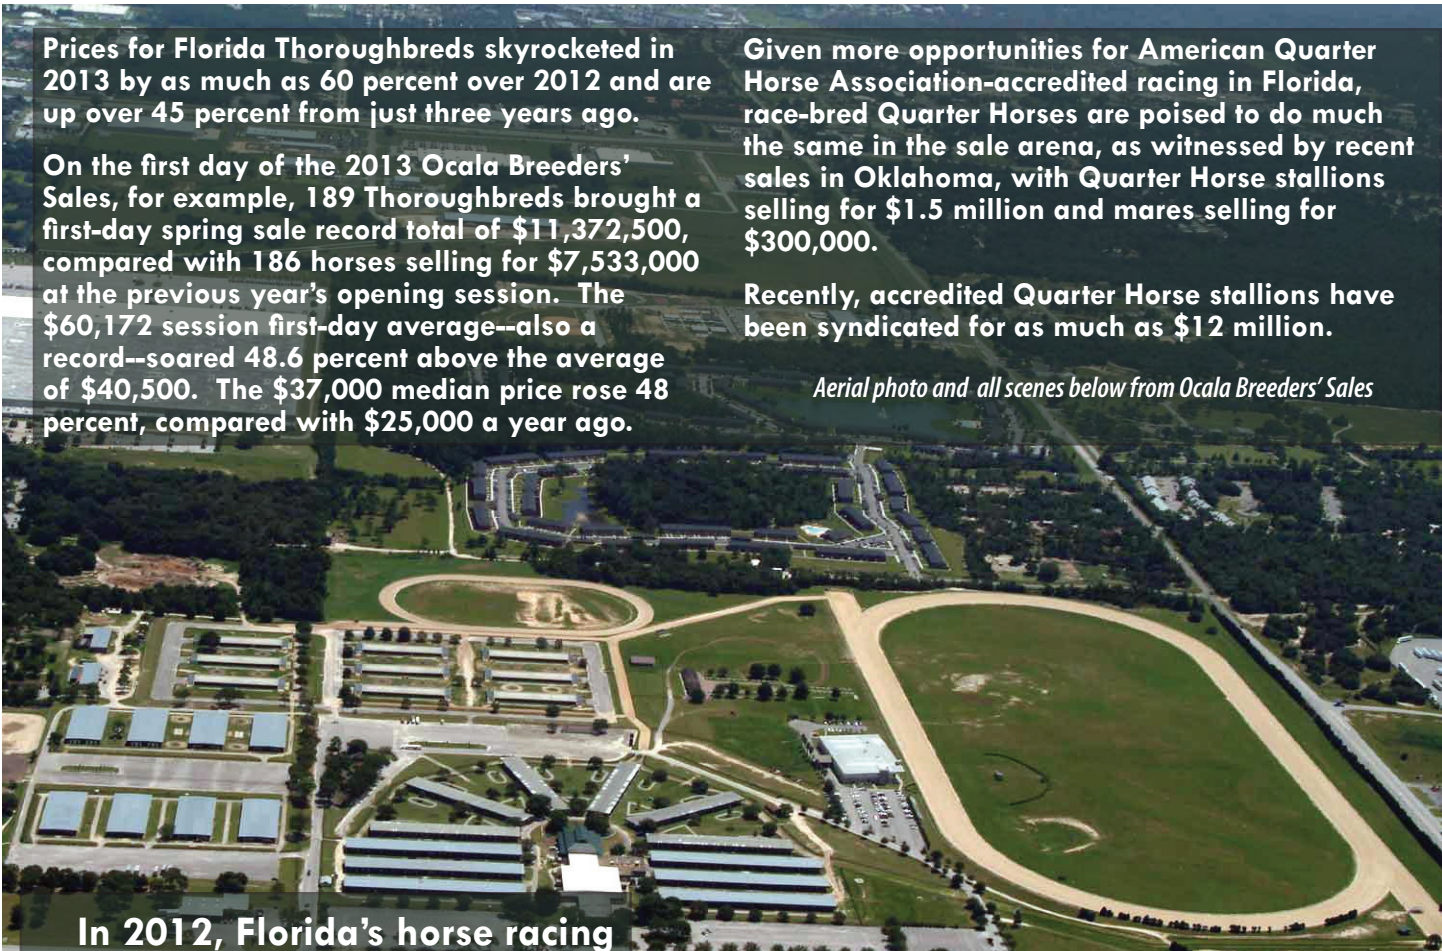 Prices for Florida Thoroughbreds skyrocketed in
2013 by as much as 60 percent over 2012 and are
up over 45 percent from just three years ago.
On the first day of the 2013 Ocala Breeders'
Sales, for example, 189 Thoroughbreds brought a
first-day spring sale record total of $11,372,500,
compared with 186 horses selling for $7,533,000
at the previous year's opening session.  The
$60,172 session first-day average--also a
record--soared 48.6 percent above the average
of $40,500.  The $37,000 median price rose 48
percent, compared with $25,000 a year ago.
Given more opportunities for American Quarter
Horse Association-accredited racing in Florida,
race-bred Quarter Horses are poised to do much
the same in the sale arena, as witnessed by recent
sales in Oklahoma, with Quarter Horse stallions
selling for $1.5 million and mares selling for
$300,000.
Recently, accredited Quarter Horse stallions have
been syndicated for as much as $12 million.
Aerial photo and  all scenes below from Ocala Breeders' Sales
In 2012, Florida's horse racing